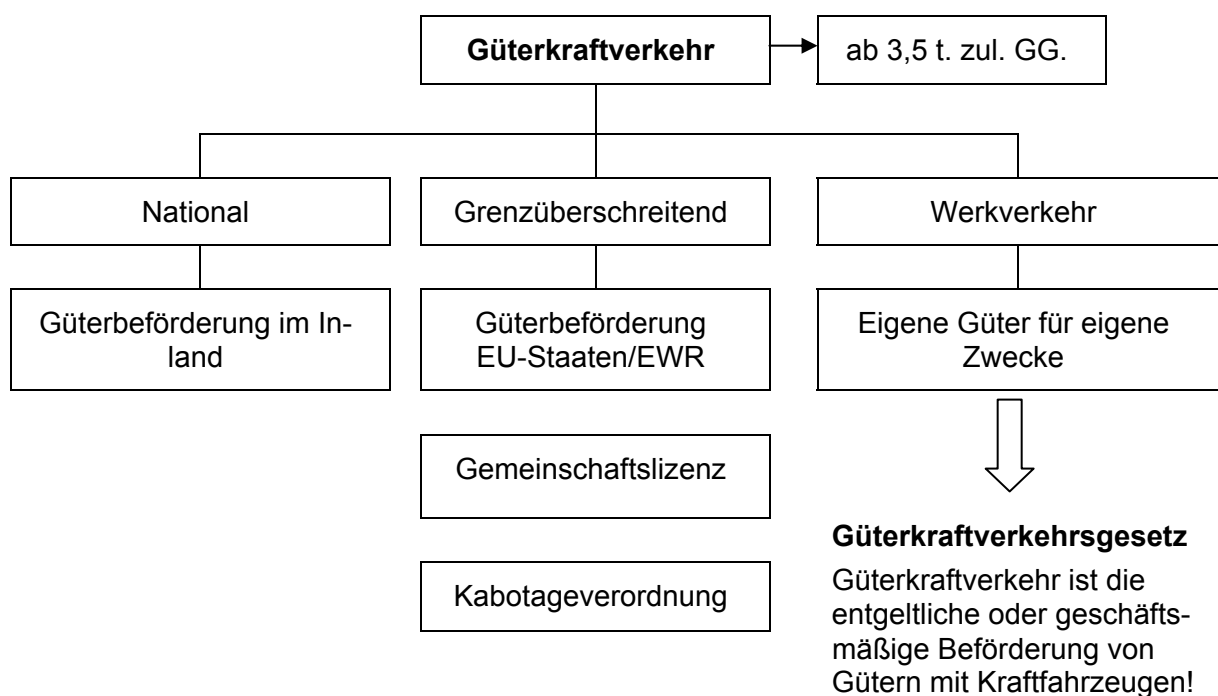 Güterkraftverkehr
ab 3,5 t. zul. GG.
National
Grenzüberschreitend
Werkverkehr
Güterbeförderung im In-
land
Güterbeförderung
EU-Staaten/EWR
Eigene Güter für eigene
Zwecke
Gemeinschaftslizenz
Kabotageverordnung
Güterkraftverkehrsgesetz
Güterkraftverkehr ist die
entgeltliche oder geschäfts-
mäßige Beförderung von
Gütern mit Kraftfahrzeugen!